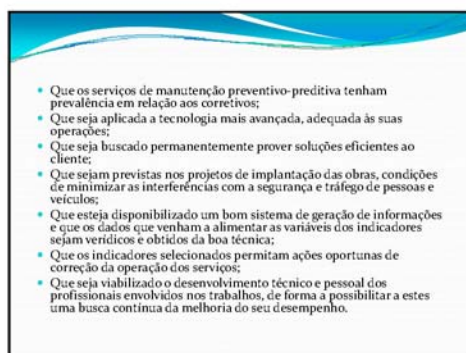 • Que os serviços de manutenção preventivo-preditiva tenham
prevalência em relação aos corretivos;
• Que seja aplicada a tecnologia mais avançada, adequada às suas
operações;
• Que seja buscado permanentemente prover soluções eficientes ao
cliente;
• Que sejam previstas nos projetos de implantação das obras, condições
de minimizar as interferências com a segurança e tráfego de pessoas e
veículos;
• Que esteja disponibilizado um bom sistema de geração de informações
e que os dados que venham a alimentar as variáveis dos indicadores
sejam verídicos e obtidos da boa técnica;
• Que os indicadores selecionados permitam ações oportunas de
correção da operação dos serviços;
• Que seja viabilizado o desenvolvimento técnico e pessoal dos
profissionais envolvidos nos trabalhos, de forma a possibilitar a estes
uma busca contínua da melhoria do seu desempenho.